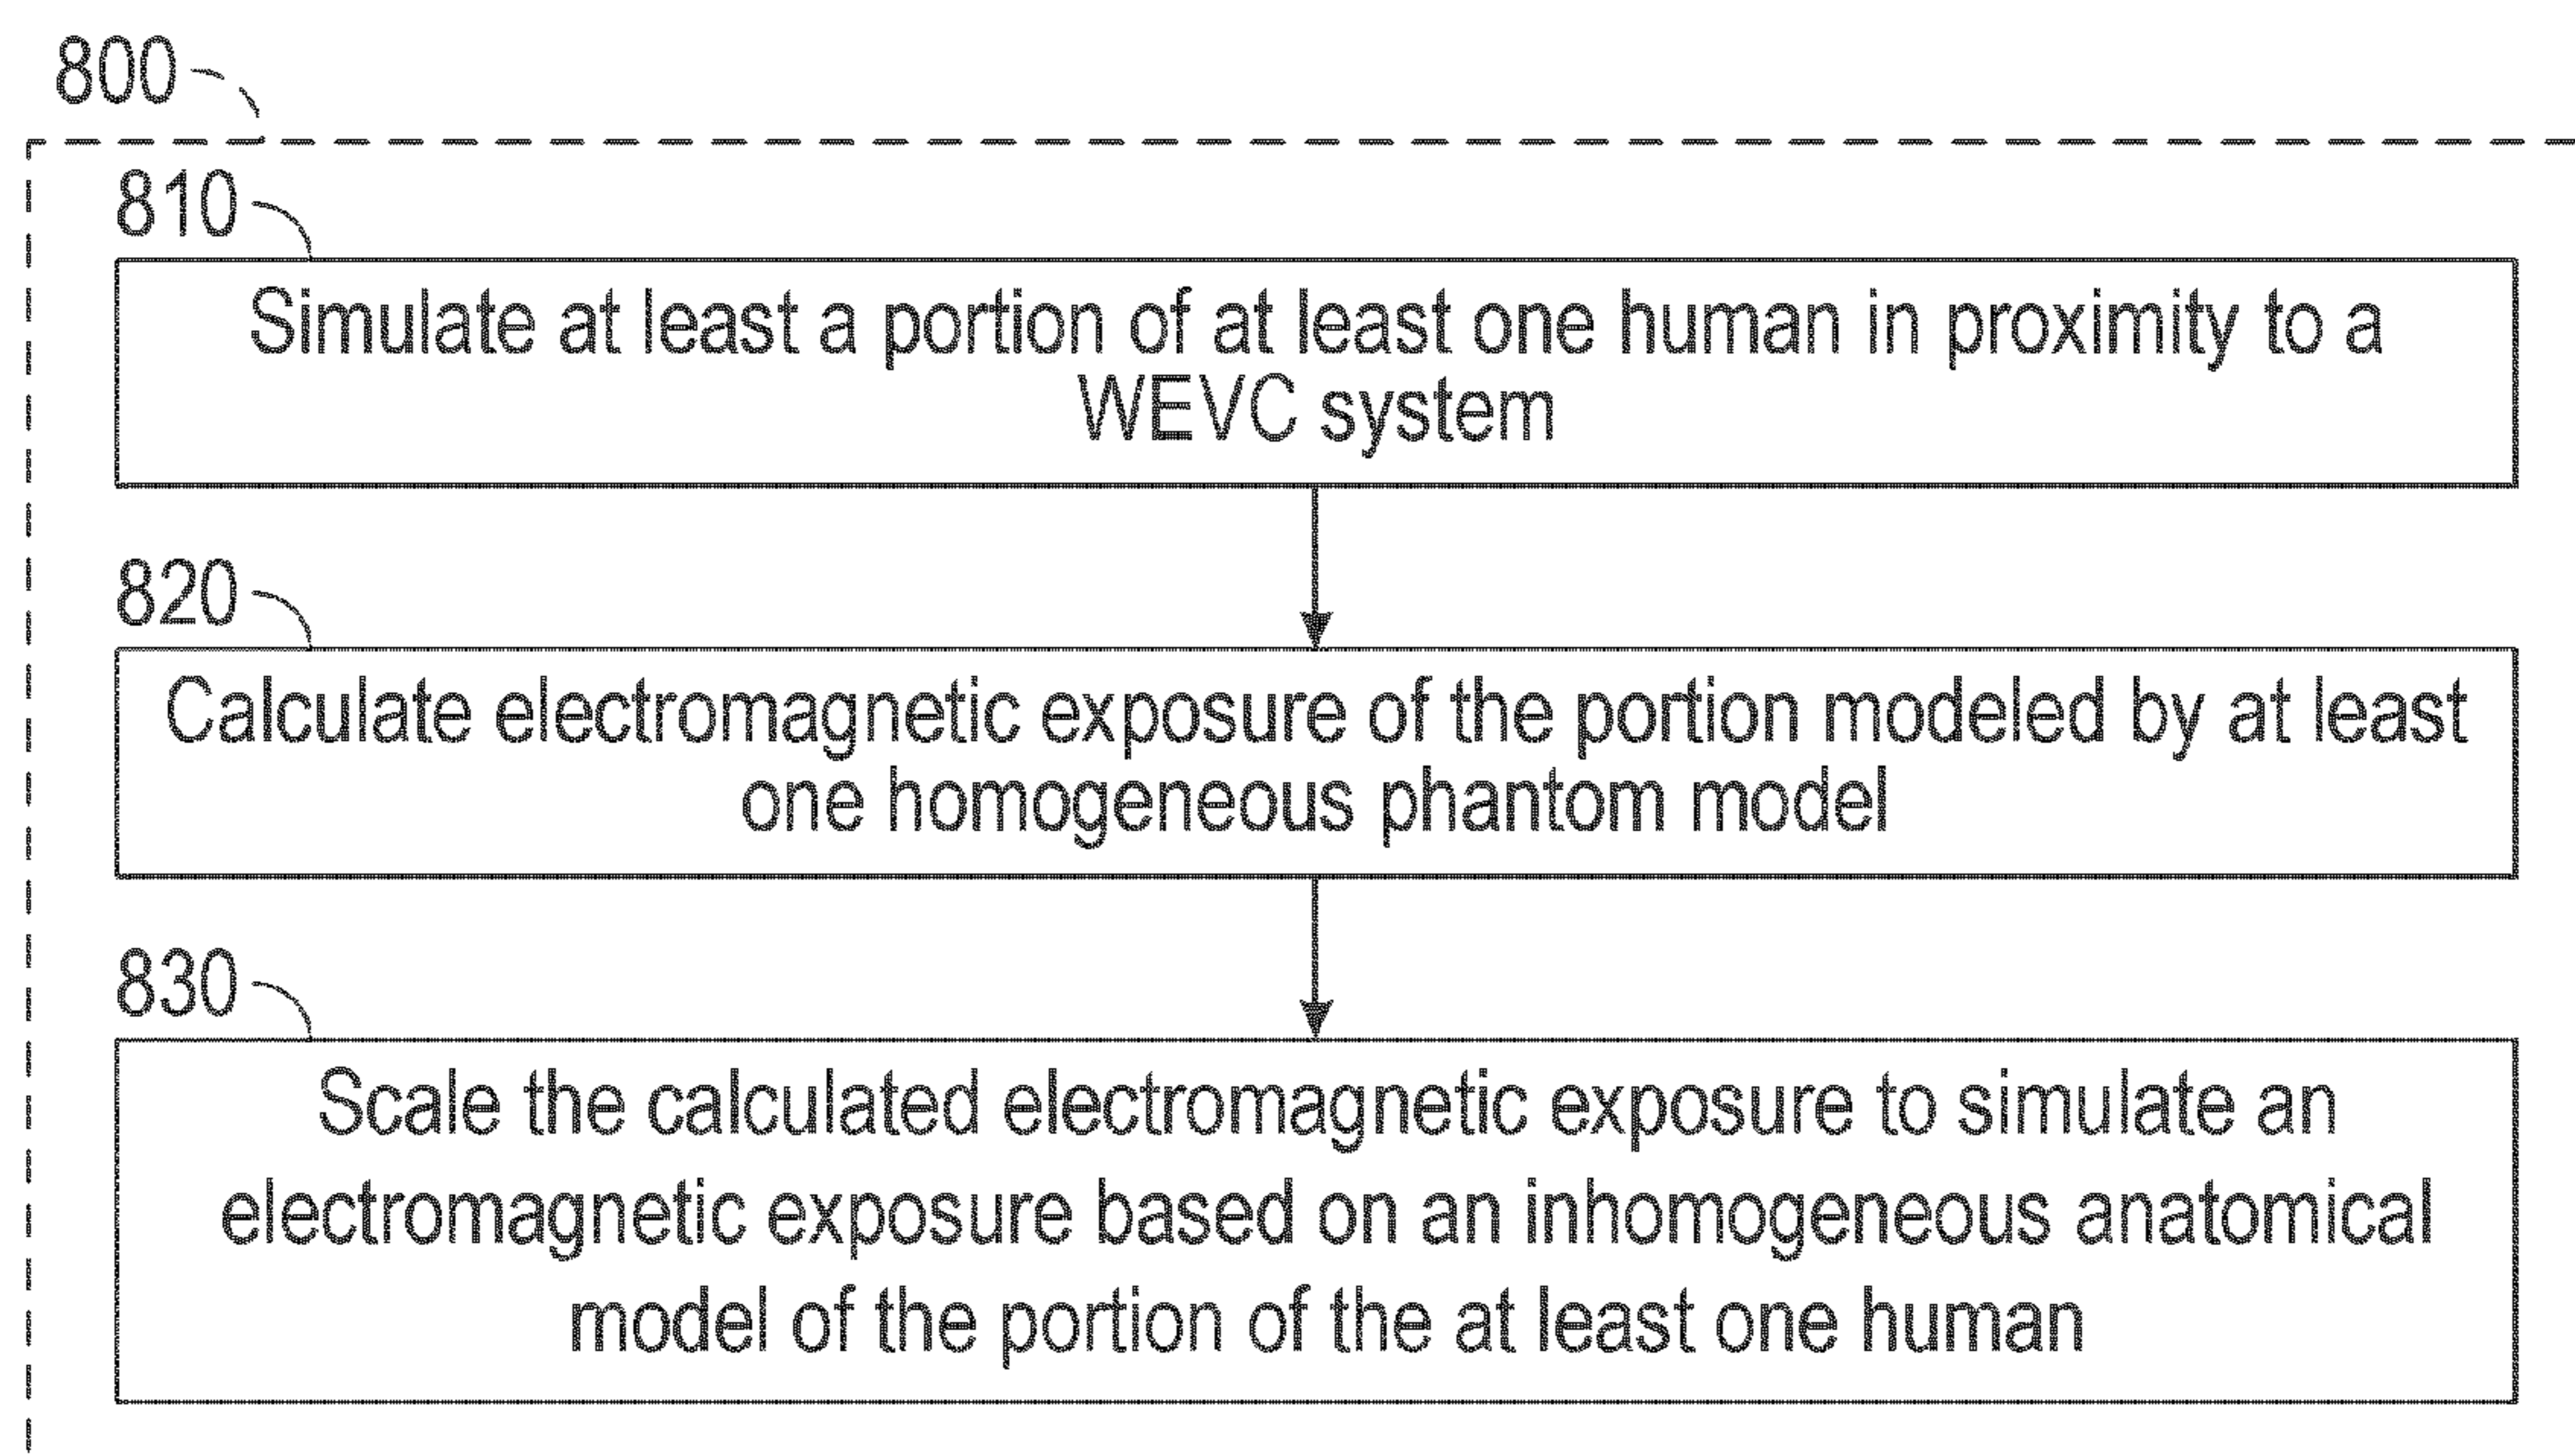 800
810
Simulate at least a portion of at least one human in proximity to a
WEVC system
820
Calculate electromagnetic exposure of the portion modeled by at least
one homogeneous phantom model
830
Scale the calculated electromagnetic exposure to simulate an
electromagnetic exposure based on an inhomogeneous anatomical
model of the portion of the at least one human